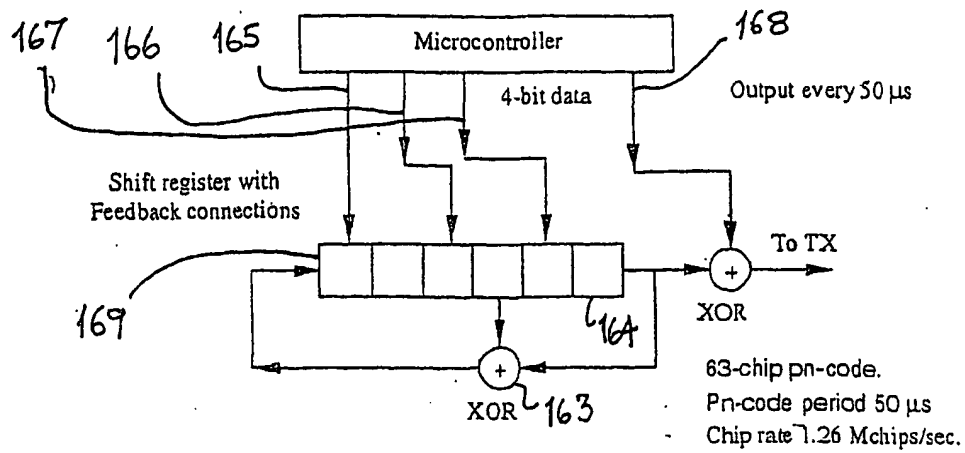 167 166 165 168
Microcontroller
4-bit data
Output every 50 µs
Shift register with
Feedback connections
To TX
XOR
169
164
XOR 163
63-chip pn-code.
Pn-code period 50 µs
Chip rate 1.26 Mchips/sec.